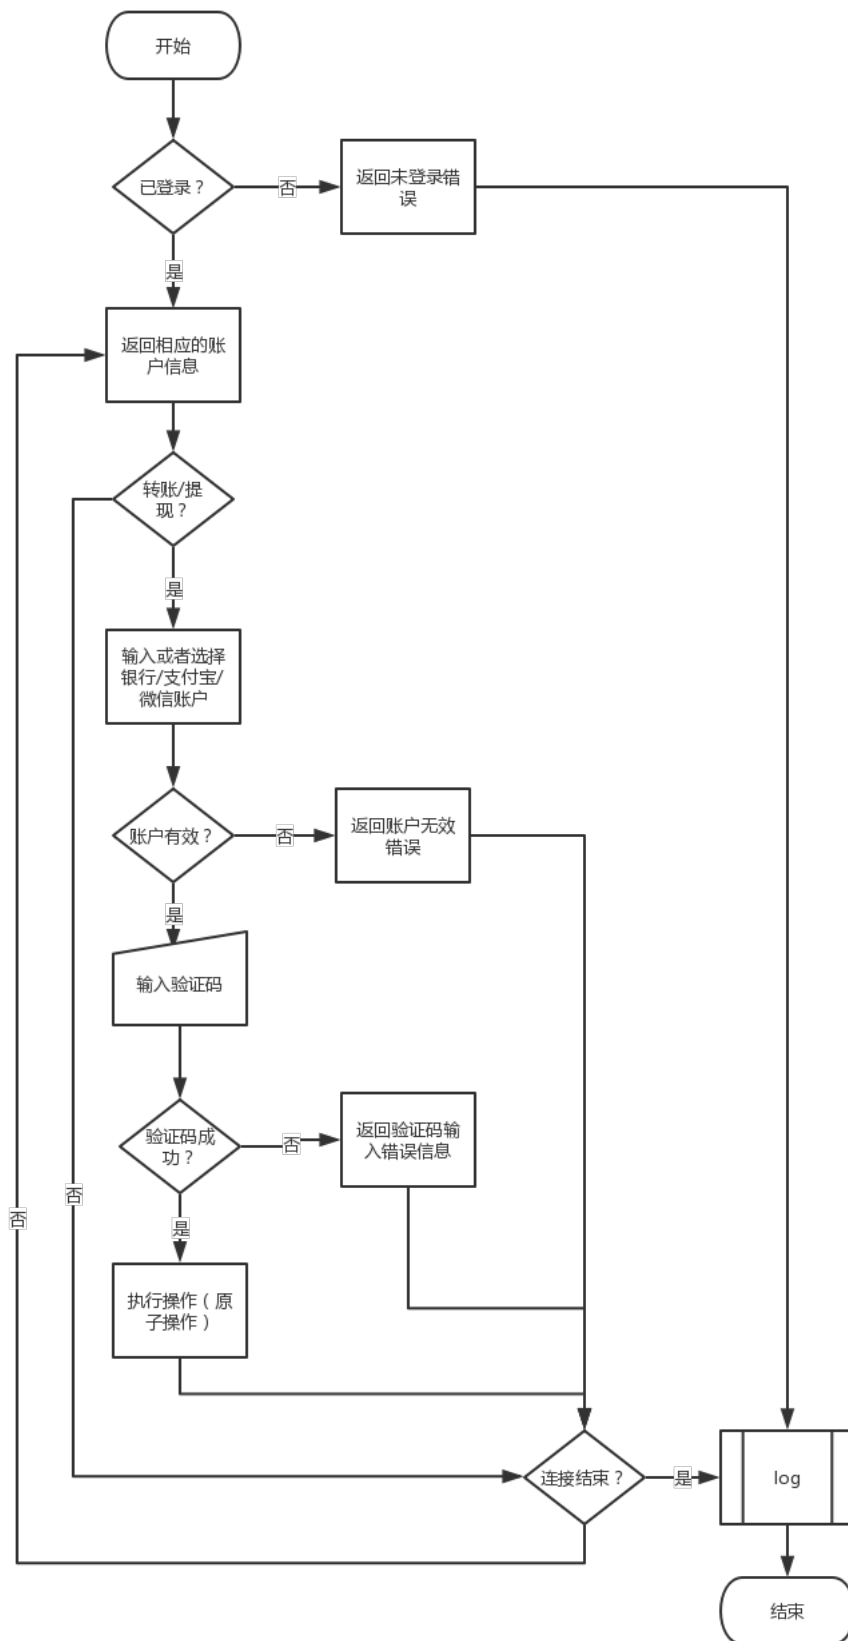 开始
已登录？
否
返回未登录错
误
是
返回相应的账
户信息
转账/提
现？
是
输入或者选择
银行/支付宝/
微信账户
账户有效？
否
返回账户无效
错误
是
输入验证码
验证码成
功？
否
返回验证码输
入错误信息
否
否
是
执行操作（原
子操作）
连接结束？
是
log
结束